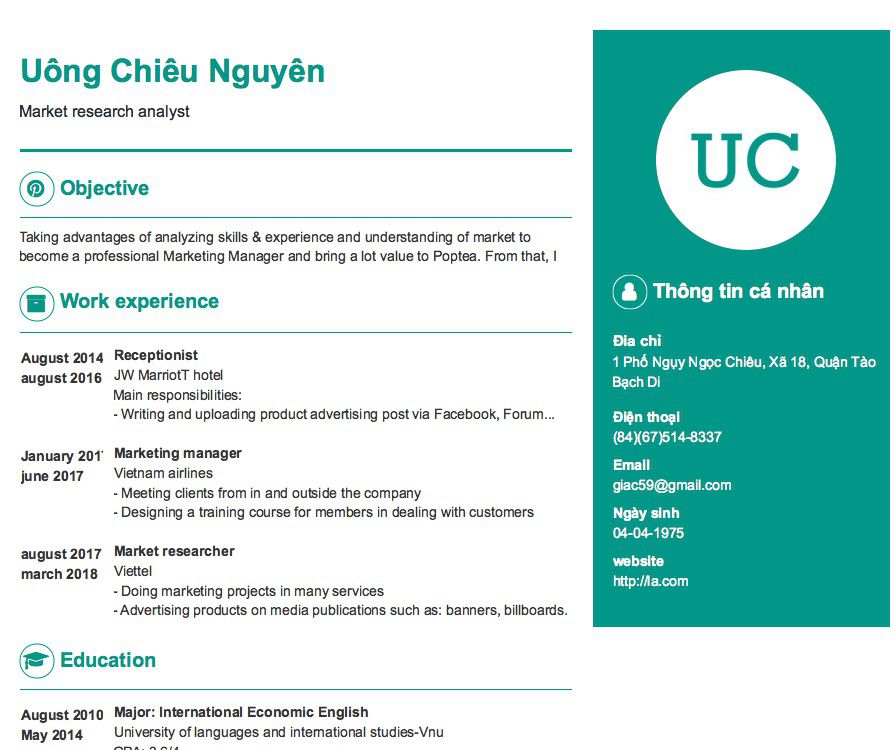 Uông Chiêu Nguyên
Market research analyst
Objective
Taking advantages of analyzing skills & experience and understanding of market to
become a professional Marketing Manager and bring a lot value to Poptea. From that, I
Work experience
August 2014
august 2016
Receptionist
JW MarrioT hotel
Main responsibilities:
- Writing and uploading product advertising post via Facebook, Forum...
January 201
june 2017
Marketing manager
Vietnam airlines
- Meeting clients from in and outside the company
- Designing a training course for members in dealing with customers
august 2017
march 2018
Market researcher
Viettel
- Doing marketing projects in many services
- Advertising products on media publications such as: banners, billboards.
Education
August 2010
May 2014
Major: International Economic English
University of languages and international studies-Vnu
UC
Thông tin cá nhân
Đia chỉ
1 Phố Ngụy Ngọc Chiêu, Xã 18, Quận Tào
Bạch Di
Điện thoại
(84)(67)514-8337
Email
giac59@gmail.com
Ngày sinh
04-04-1975
website
http://la.com